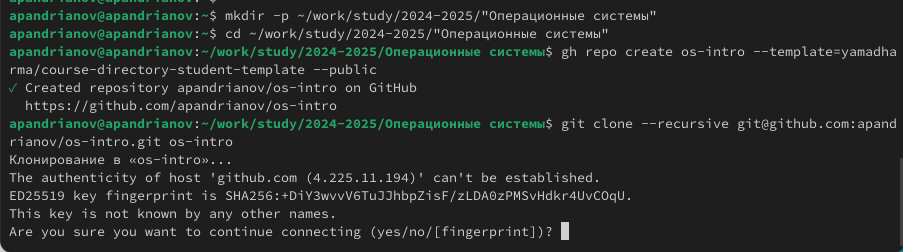 apandrianov@apandrianov:~$ mkdir -p ~/work/study/2024-2025/"Операционные системы"
apandrianov@apandrianov:~$ cd ~/work/study/2024-2025/"Операционные системы"
apandrianov@apandrianov:~/work/study/2024-2025/Операционные системы$ gh repo create os-intro --template=yamadha
rma/course-directory-student-template --public
✓ Created repository apandrianov/os-intro on GitHub
  https://github.com/apandrianov/os-intro
apandrianov@apandrianov:~/work/study/2024-2025/Операционные системы$ git clone --recursive git@github.com:apand
rianov/os-intro.git os-intro
Клонирование в «os-intro»...
The authenticity of host 'github.com (4.225.11.194)' can't be established.
ED25519 key fingerprint is SHA256:+DiY3wvvV6TuJJhbpZisF/zLDA0zPMSvHdkr4UvCOqU.
This key is not known by any other names.
Are you sure you want to continue connecting (yes/no/[fingerprint])?